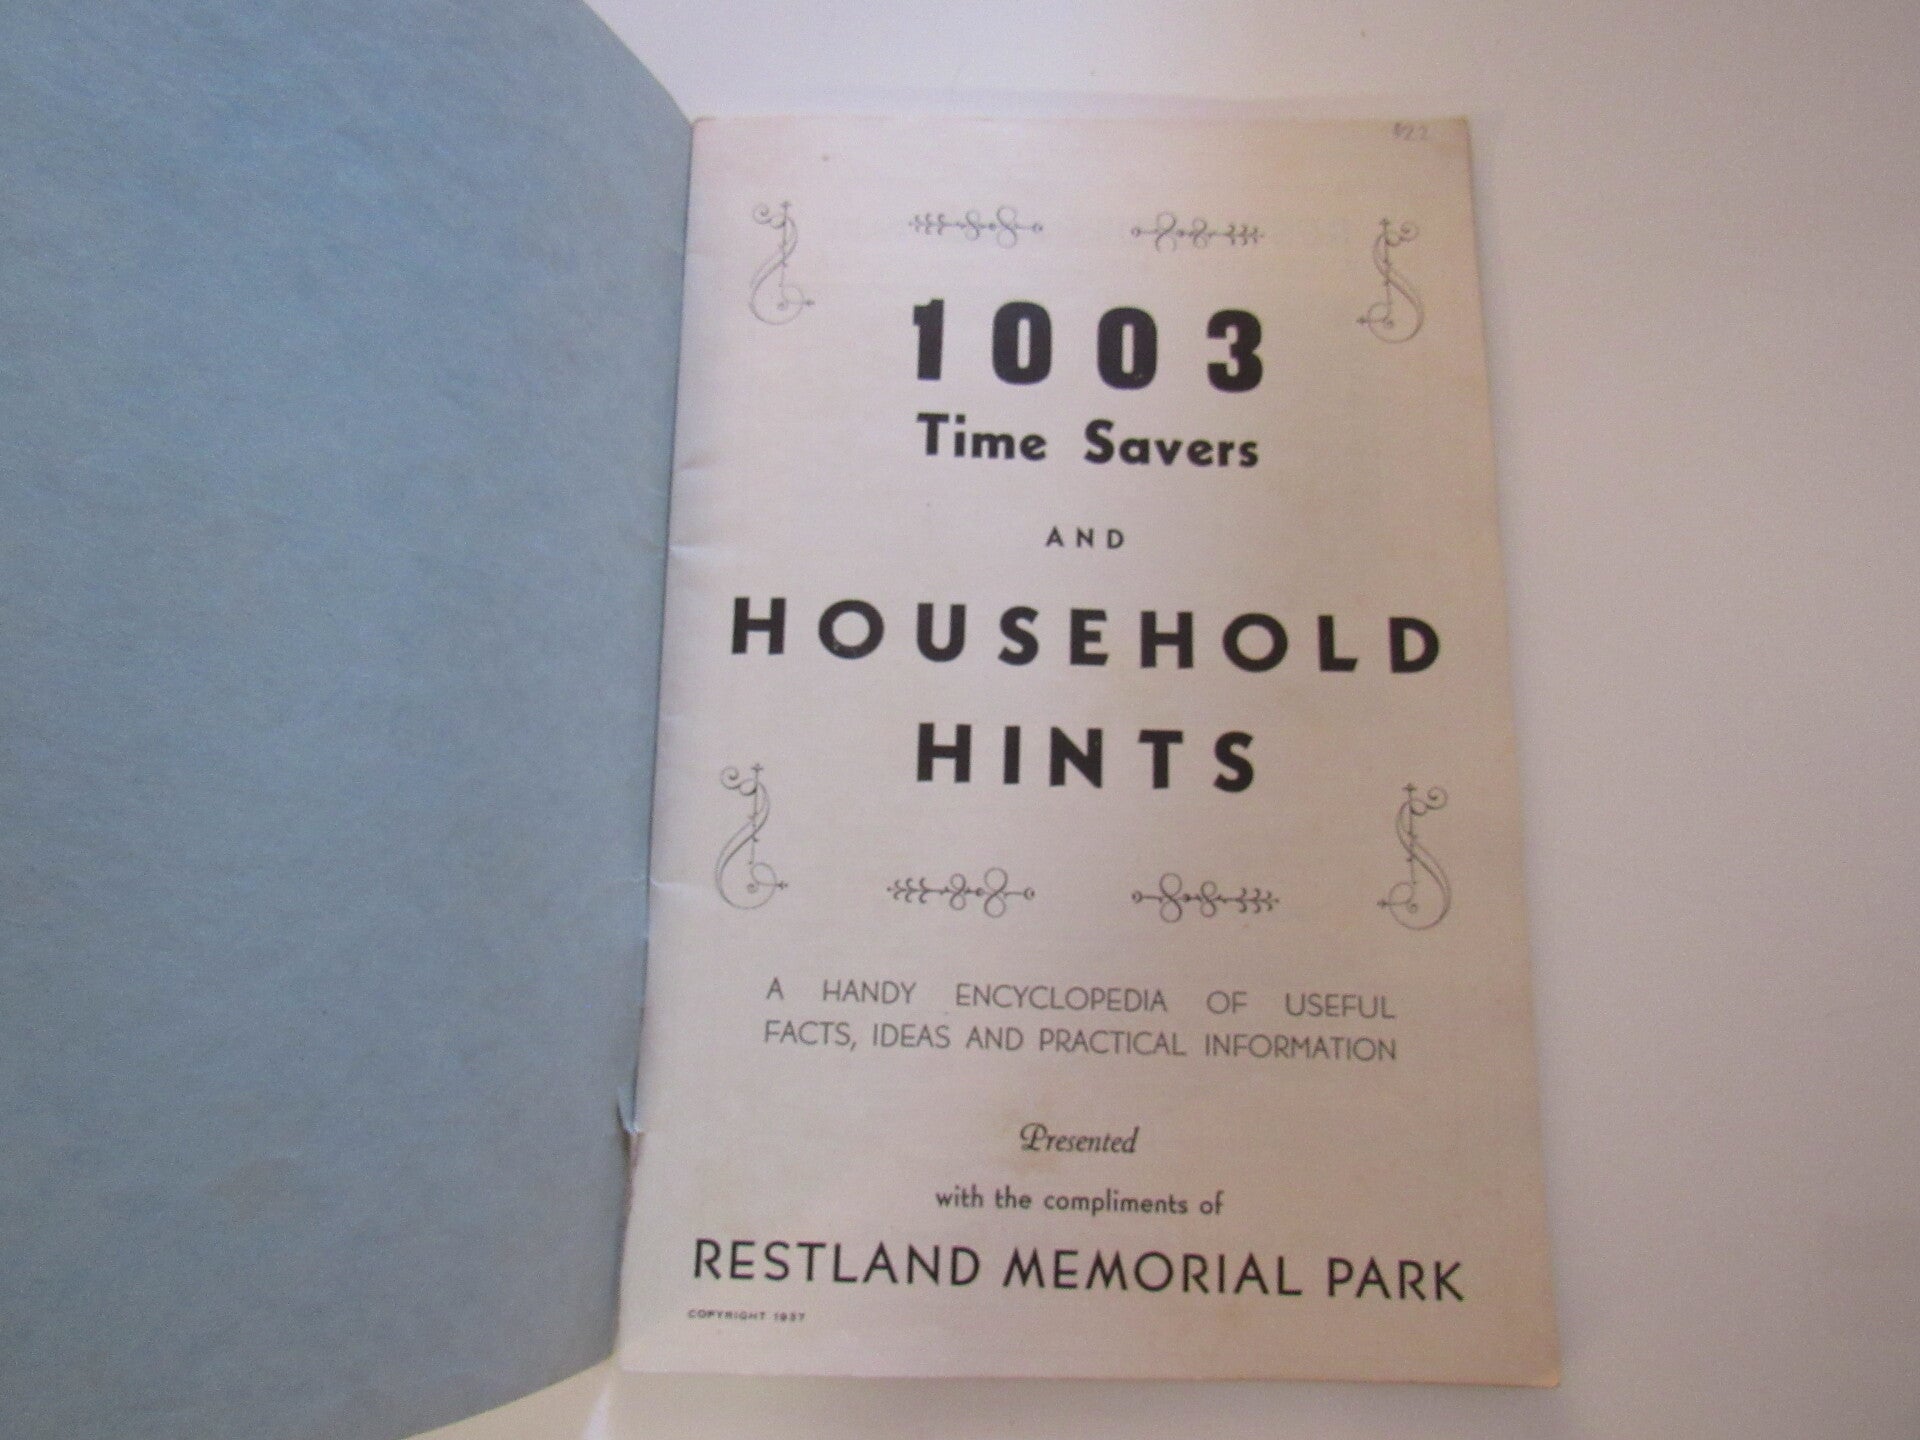 1003
Time Savers
AND
HOUSEHOLD
HINTS
A HANDY ENCYCLOPEDIA OF USEFUL
FACTS, IDEAS AND PRACTICAL INFORMATION
Presented
with the compliments of
RESTLAND MEMORIAL PARK
COPYRIGHT 1937